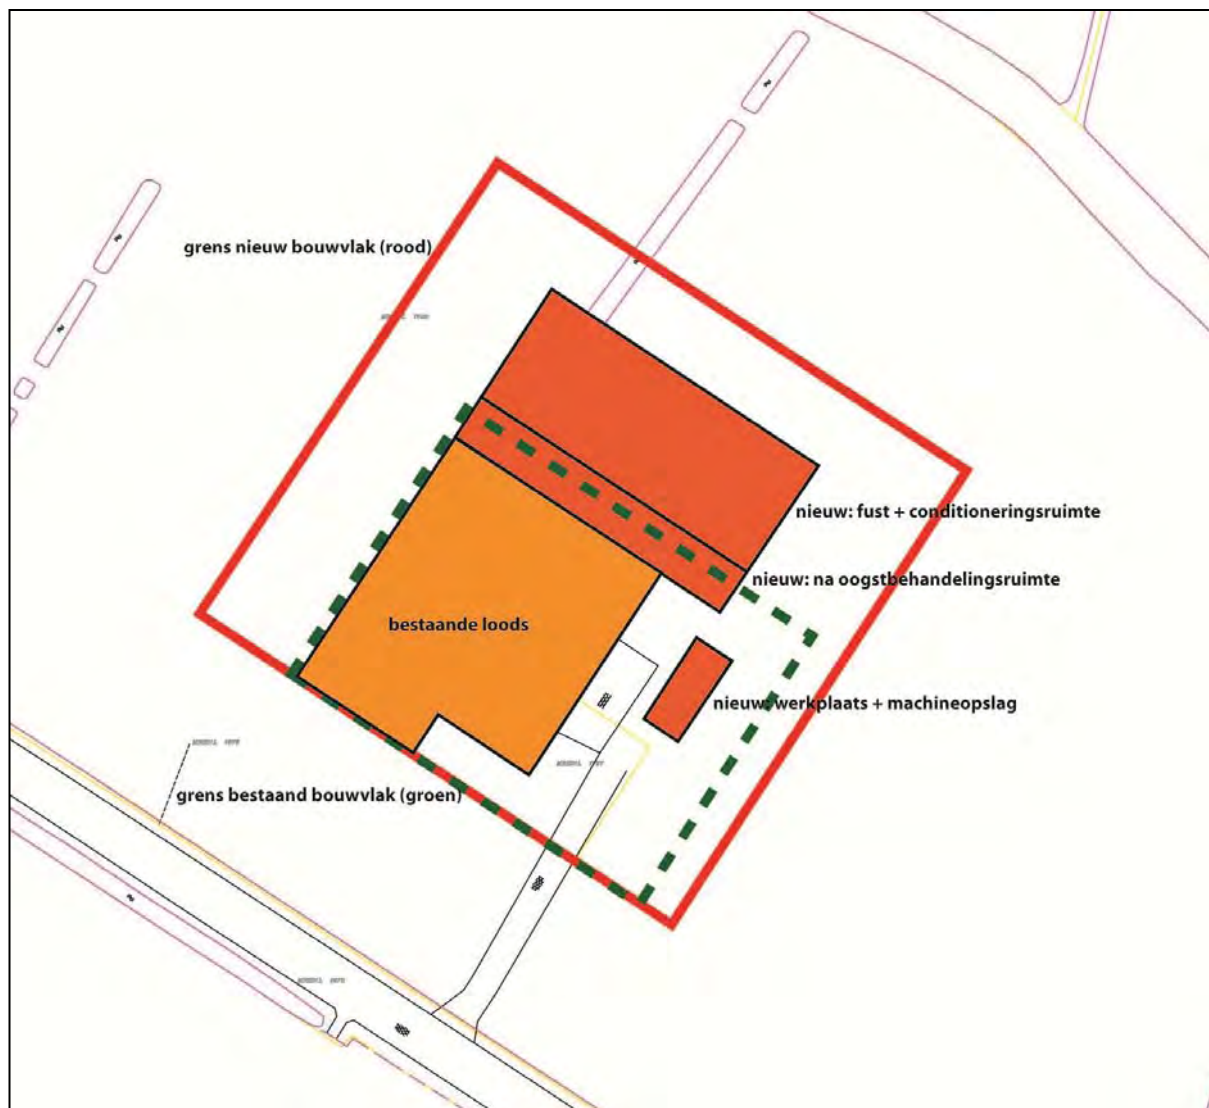 grens nieuw bouwvlak (rood)
nieuw: fust + conditioneringsruimte
nieuw: na oogstbehandelingsruimte
bestaande loods
nieuw: werkplaats + machineopslag
grens bestaand bouwvlak (groen)